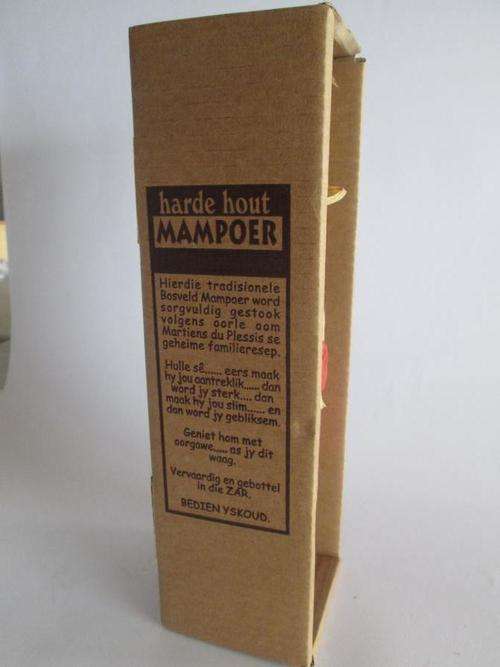 harde hout
MAMPOER
Hierdie tradisionele
Bosveld Mampoer word
sorgvuldig gestook
volgens oorle oom
Martiens du Plessis se
geheime familieresep.
Hulle sê...... eers maak
hy jou aantreklik..... dan
word jy sterk.... dan
maak hy jou slim...... en
dan word jy gebliksem.
Geniet hom met
oorgawe..... as jy dit
waag.
Vervaardig en gebottel
in die ZAR.
BEDIEN YSKOUD.